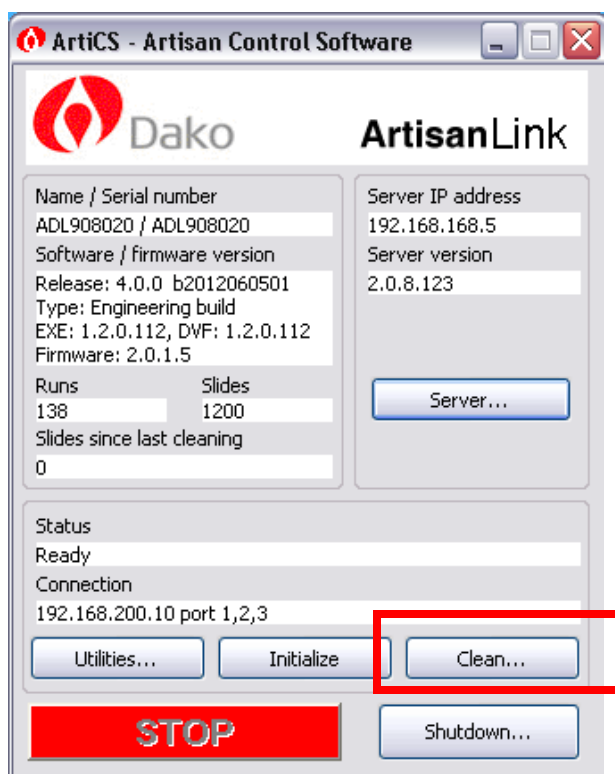 ArtiCS - Artisan Control Software
Dako
ArtisanLink
Name / Serial number
ADL908020 / ADL908020
Software / firmware version
Release: 4.0.0 b2012060501
Type: Engineering build
EXE: 1.2.0.112, DVF: 1.2.0.112
Firmware: 2.0.1.5
Runs
Slides
138
1200
Slides since last cleaning
0
Server IP address
192.168.168.5
Server version
2.0.8.123
Server...
Status
Ready
Connection
192.168.200.10 port 1,2,3
Utilities...
Initialize
Clean...
STOP
Shutdown...